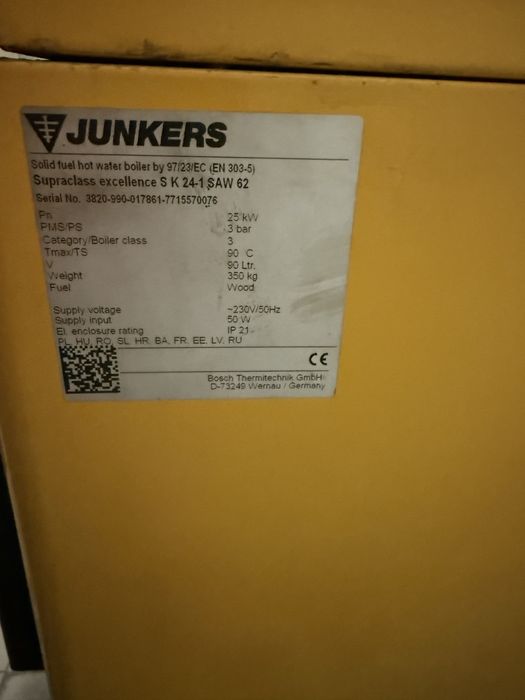 JUNKERS
Solid fuel hot water boiler by 97/23/EC (EN 303-5)
Supraclass excellence S K 24-1 SAW 62
Serial No. 3820-990-017861-7715570076
Pn 25 kW
PMS/PS 3 bar
Category/Boiler class 3
Tmax/TS 90 °C
V 90 Ltr.
Weight 350 kg
Fuel Wood
Supply voltage ~230V/50Hz
Supply input 50 W
El. enclosure rating IP 21
PL, HU, RO, SL, HR, BA, FR, EE, LV, RU
CE
Bosch Thermitechnik GmbH
D-73249 Wernau / Germany